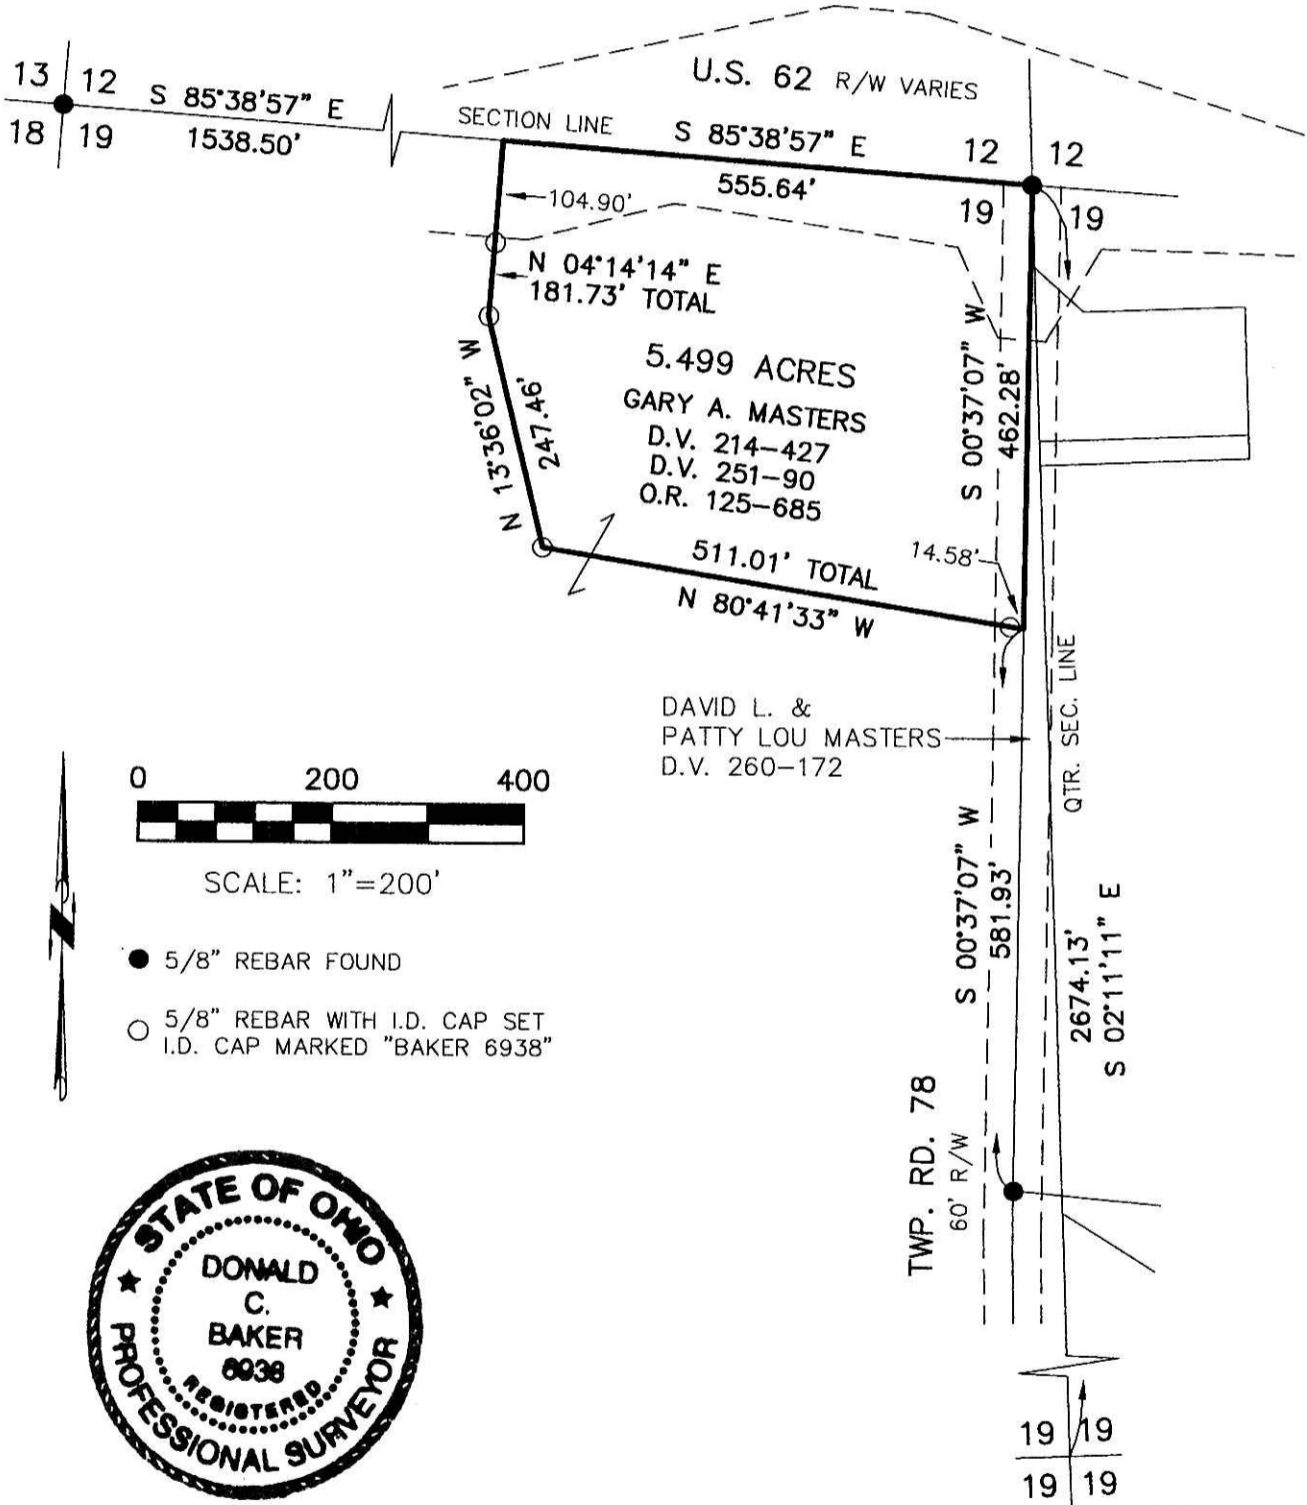 U.S. 62 R/W VARIES
13 12
18 19
S 85°38'57" E
1538.50'
SECTION LINE
S 85°38'57" E
555.64'
12 12
19 19
104.90'
N 04°14'14" E
181.73' TOTAL
N 13°36'02" W
247.46'
5.499 ACRES
GARY A. MASTERS
D.V. 214-427
D.V. 251-90
O.R. 125-685
S 00°37'07" W
462.28'
511.01' TOTAL
N 80°41'33" W
14.58'
DAVID L. &
PATTY LOU MASTERS
D.V. 260-172
QTR. SEC. LINE
0 200 400
SCALE: 1"=200'
N
5/8" REBAR FOUND
5/8" REBAR WITH I.D. CAP SET
I.D. CAP MARKED "BAKER 6938"
S 00°37'07" W
581.93'
2674.13'
S 02°11'11" E
TWP. RD. 78
60' R/W
STATE OF OHIO
DONALD
C.
BAKER
6938
REGISTERED
PROFESSIONAL SURVEYOR
19 19
19 19